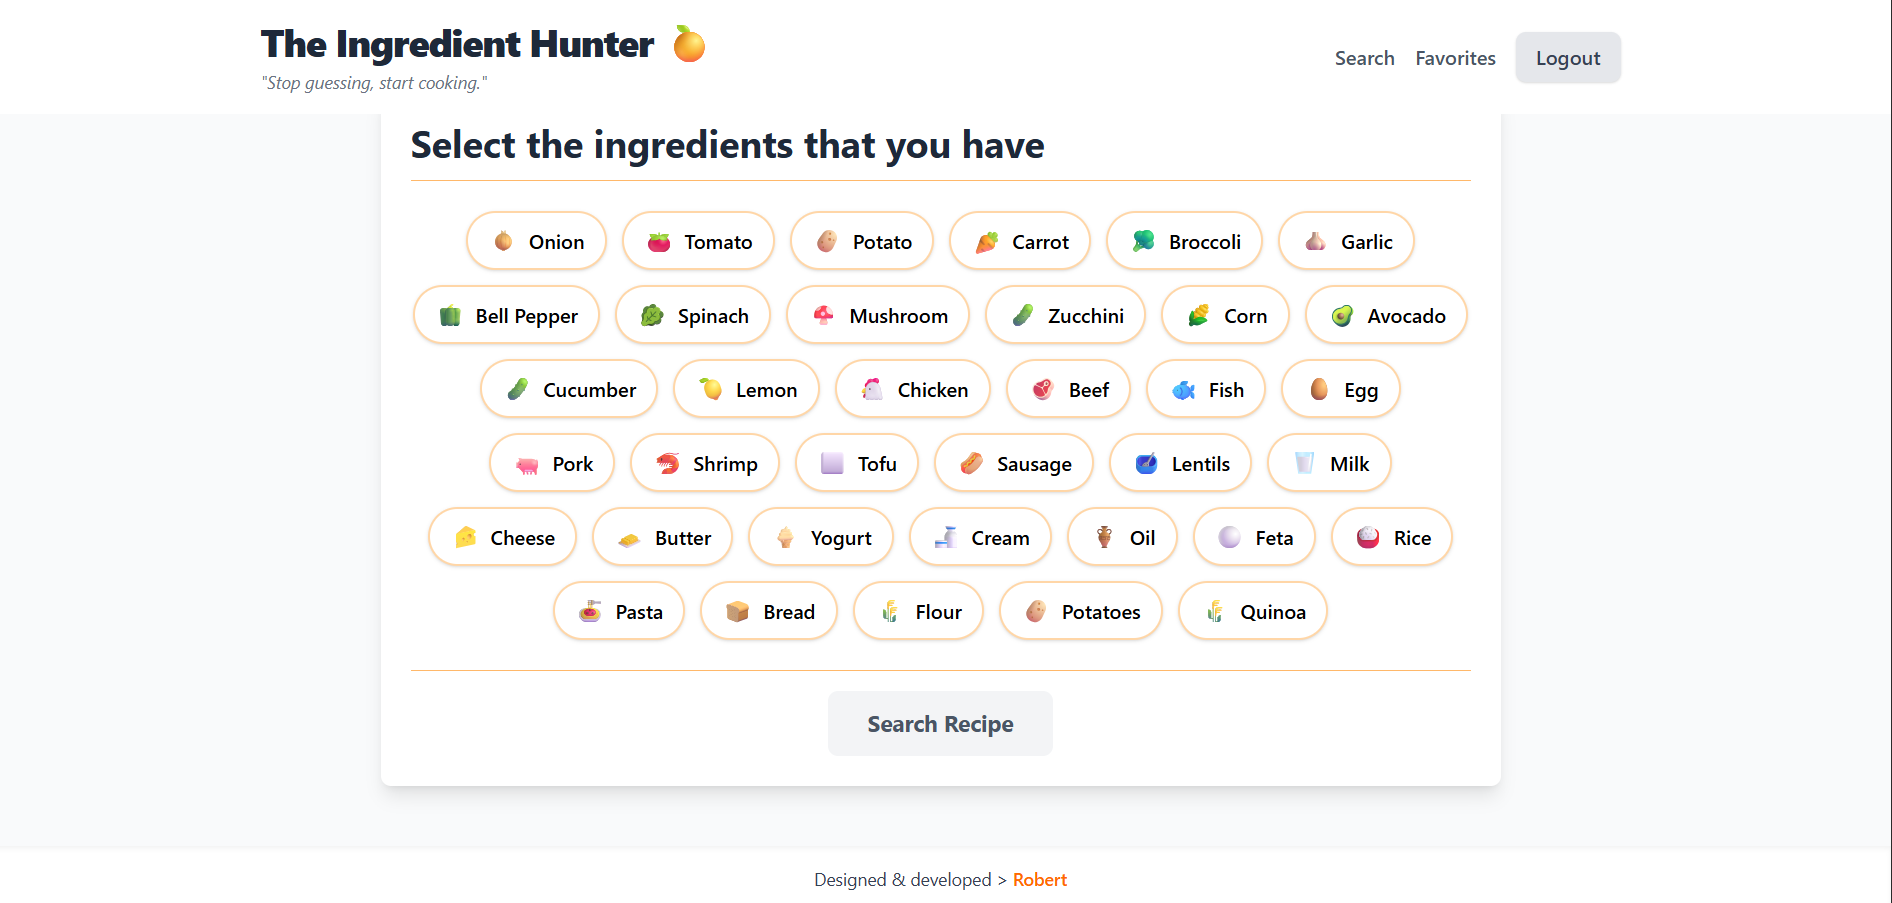 The Ingredient Hunter
"Stop guessing, start cooking."
Search Favorites Logout
Select the ingredients that you have
Onion Tomato Potato Carrot Broccoli Garlic
Bell Pepper Spinach Mushroom Zucchini Corn Avocado
Cucumber Lemon Chicken Beef Fish Egg
Pork Shrimp Tofu Sausage Lentils Milk
Cheese Butter Yogurt Cream Oil Feta Rice
Pasta Bread Flour Potatoes Quinoa
Search Recipe
Designed & developed > Robert